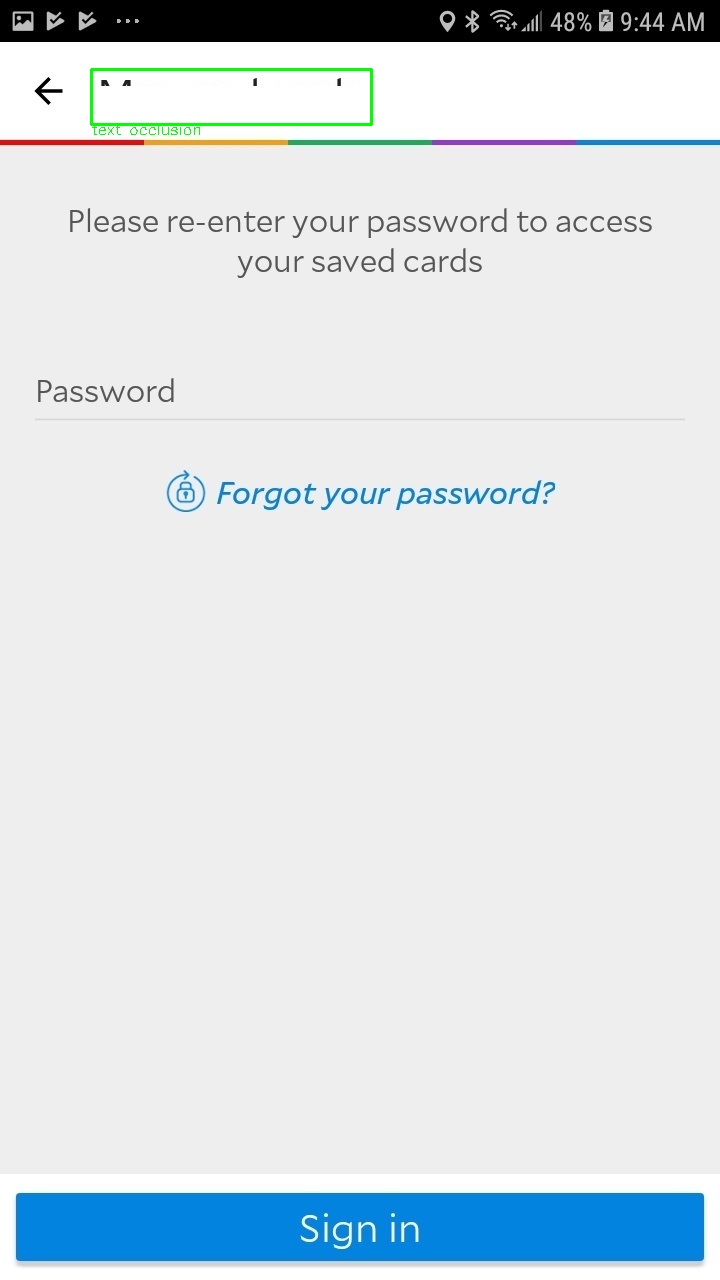 48% 9:44 AM
text occlusion
Please re-enter your password to access
your saved cards
Password
Forgot your password?
Sign in